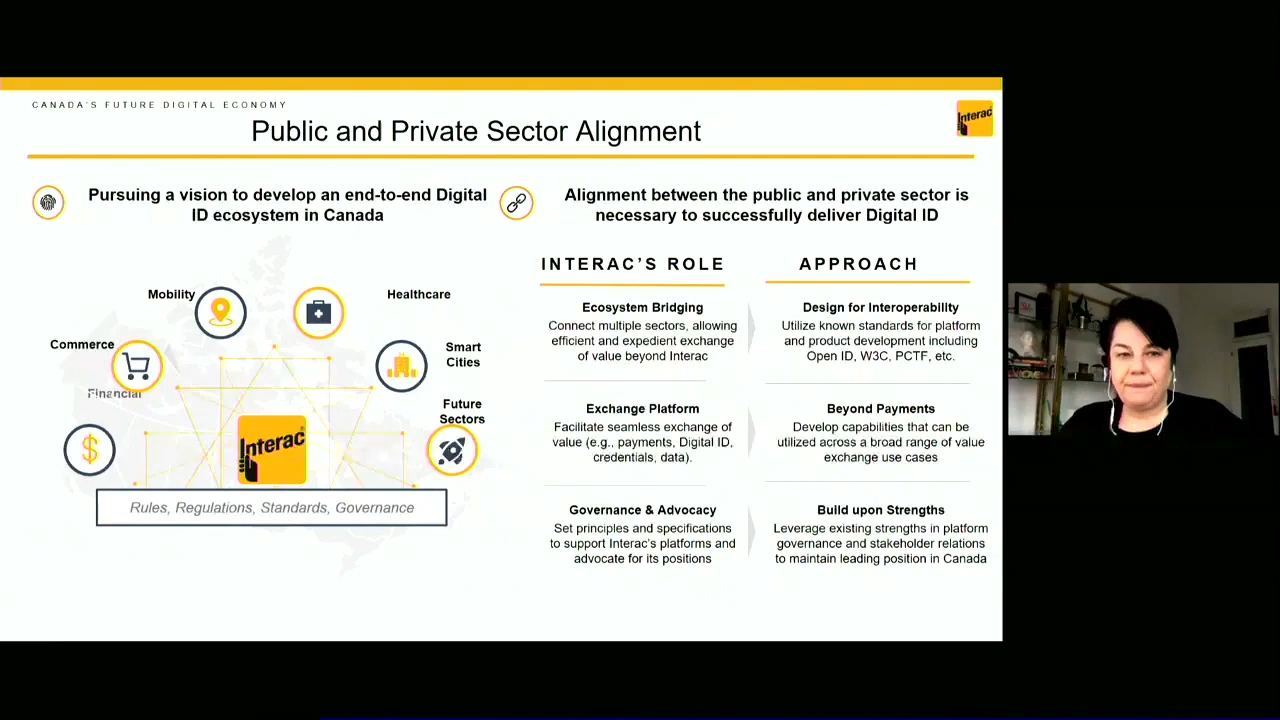 CANADA'S FUTURE DIGITAL ECONOMY
Public and Private Sector Alignment
Interac
Pursuing a vision to develop an end-to-end Digital
ID ecosystem in Canada
Mobility
Healthcare
Commerce
Smart
Cities
Financial
Future
Sectors
Interac
Rules, Regulations, Standards, Governance
Alignment between the public and private sector is
necessary to successfully deliver Digital ID
INTERAC'S ROLE
APPROACH
Ecosystem Bridging
Connect multiple sectors, allowing
efficient and expedient exchange
of value beyond Interac
Design for Interoperability
Utilize known standards for platform
and product development including
Open ID, W3C, PCTF, etc.
Exchange Platform
Facilitate seamless exchange of
value (e.g., payments, Digital ID,
credentials, data).
Beyond Payments
Develop capabilities that can be
utilized across a broad range of value
exchange use cases
Governance & Advocacy
Set principles and specifications
to support Interac's platforms and
advocate for its positions
Build upon Strengths
Leverage existing strengths in platform
governance and stakeholder relations
to maintain leading position in Canada